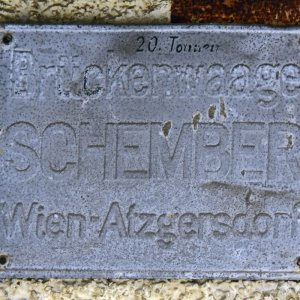 20. Tonnen
Brückenwaage
SCHEMBER
Wien-Atzgersdorf